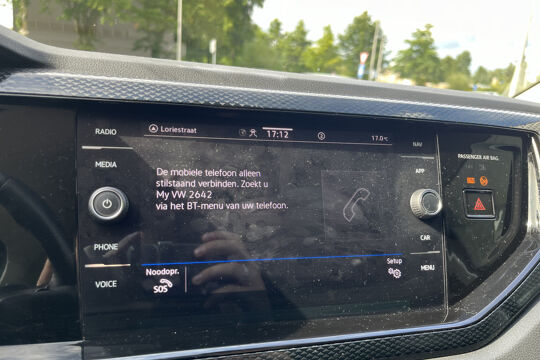 RADIO
Loriestraat
17:12
17.0°C
NAV
PASSENGER AIR BAG
MEDIA
De mobiele telefoon alleen
stilstaand verbinden. Zoekt u
My VW 2642
via het BT-menu van uw telefoon.
APP
PHONE
CAR
Noodopr.
Setup
VOICE
SOS
MENU